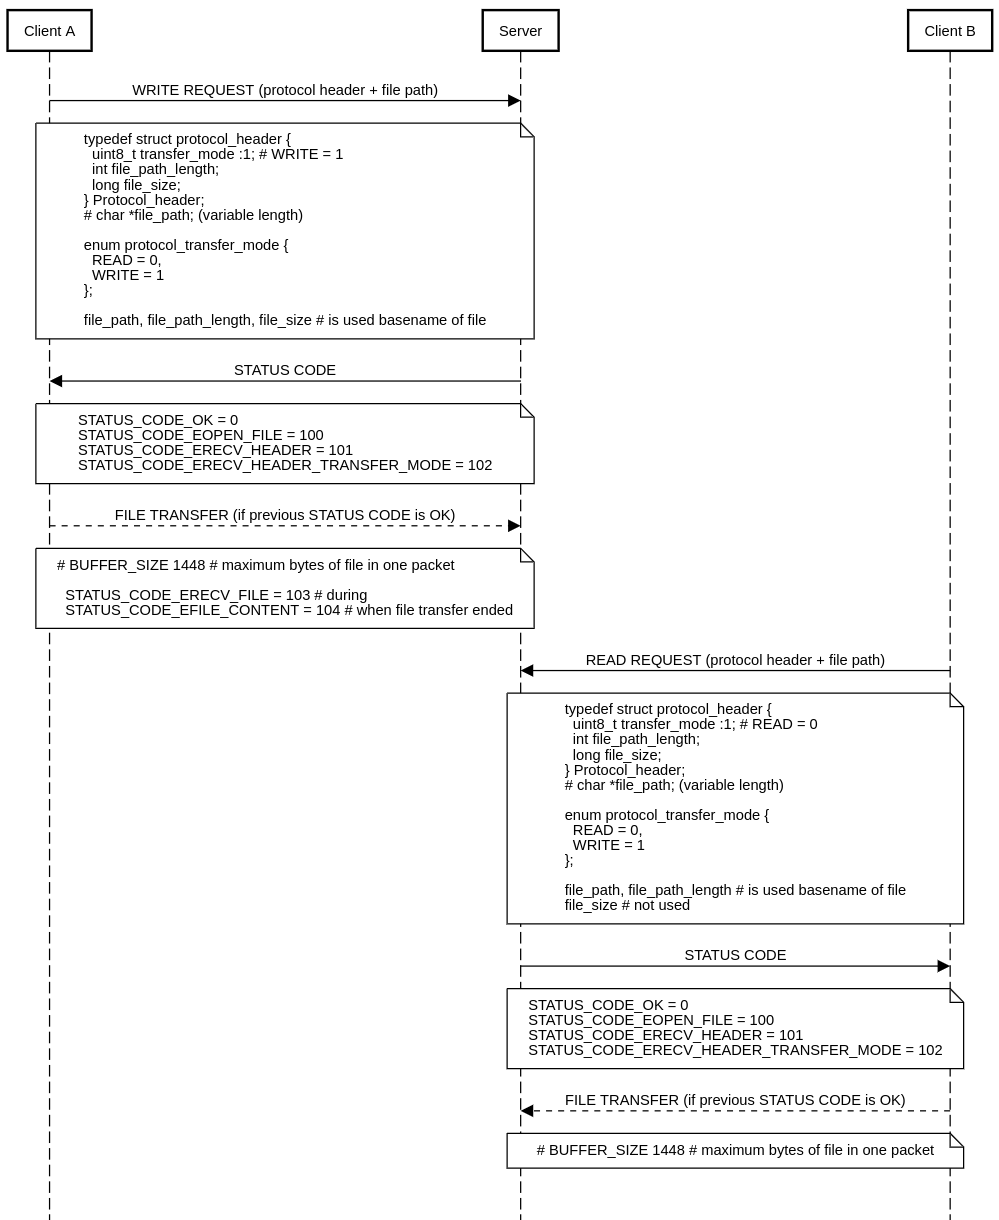 Client A
Server
Client B
WRITE REQUEST (protocol header + file path)
typedef struct protocol_header {
uint8_t transfer_mode :1; # WRITE = 1
int file_path_length;
long file_size;
} Protocol_header;
# char *file_path; (variable length)
enum protocol_transfer_mode {
READ = 0,
WRITE = 1
};
file_path, file_path_length, file_size # is used basename of file
STATUS CODE
STATUS_CODE_OK = 0
STATUS_CODE_EOPEN_FILE = 100
STATUS_CODE_ERECV_HEADER = 101
STATUS_CODE_ERECV_HEADER_TRANSFER_MODE = 102
FILE TRANSFER (if previous STATUS CODE is OK)
# BUFFER_SIZE 1448 # maximum bytes of file in one packet
STATUS_CODE_ERECV_FILE = 103 # during
STATUS_CODE_EFILE_CONTENT = 104 # when file transfer ended
READ REQUEST (protocol header + file path)
typedef struct protocol_header {
uint8_t transfer_mode :1; # READ = 0
int file_path_length;
long file_size;
} Protocol_header;
# char *file_path; (variable length)
enum protocol_transfer_mode {
READ = 0,
WRITE = 1
};
file_path, file_path_length # is used basename of file
file_size # not used
STATUS CODE
STATUS_CODE_OK = 0
STATUS_CODE_EOPEN_FILE = 100
STATUS_CODE_ERECV_HEADER = 101
STATUS_CODE_ERECV_HEADER_TRANSFER_MODE = 102
FILE TRANSFER (if previous STATUS CODE is OK)
# BUFFER_SIZE 1448 # maximum bytes of file in one packet